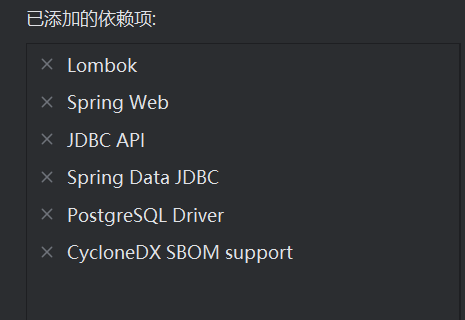 已添加的依赖项:
Lombok
Spring Web
JDBC API
Spring Data JDBC
PostgreSQL Driver
CycloneDX SBOM support